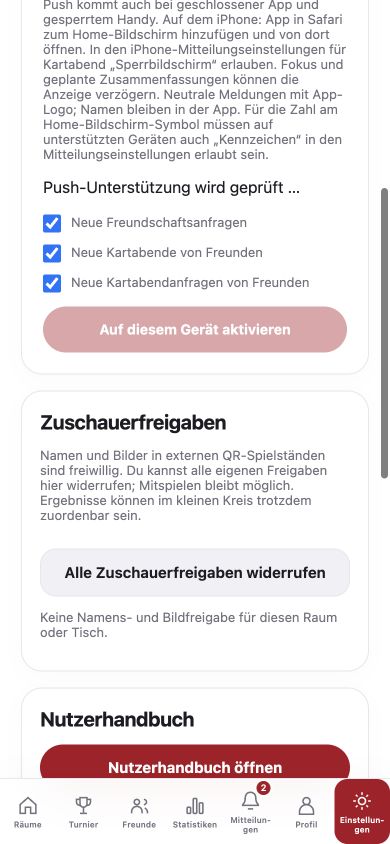 Push kommt auch bei geschlossener App und
gesperrtem Handy. Auf dem iPhone: App in Safari
zum Home-Bildschirm hinzufügen und von dort
öffnen. In den iPhone-Mitteilungseinstellungen für
Kartabend „Sperrbildschirm“ erlauben. Fokus und
geplante Zusammenfassungen können die
Anzeige verzögern. Neutrale Meldungen mit App-
Logo; Namen bleiben in der App. Für die Zahl am
Home-Bildschirm-Symbol müssen auf
unterstützten Geräten auch „Kennzeichen“ in den
Mitteilungseinstellungen erlaubt sein.
Push-Unterstützung wird geprüft ...
Neue Freundschaftsanfragen
Neue Kartabende von Freunden
Neue Kartabendanfragen von Freunden
Auf diesem Gerät aktivieren
Zuschauerfreigaben
Namen und Bilder in externen QR-Spielständen
sind freiwillig. Du kannst alle eigenen Freigaben
hier widerrufen; Mitspielen bleibt möglich.
Ergebnisse können im kleinen Kreis trotzdem
zuordenbar sein.
Alle Zuschauerfreigaben widerrufen
Keine Namens- und Bildfreigabe für diesen Raum
oder Tisch.
Nutzerhandbuch
Nutzerhandbuch öffnen
Räume
Turnier
Freunde
Statistiken
2
Mitteilun-
gen
Profil
Einstellun-
gen